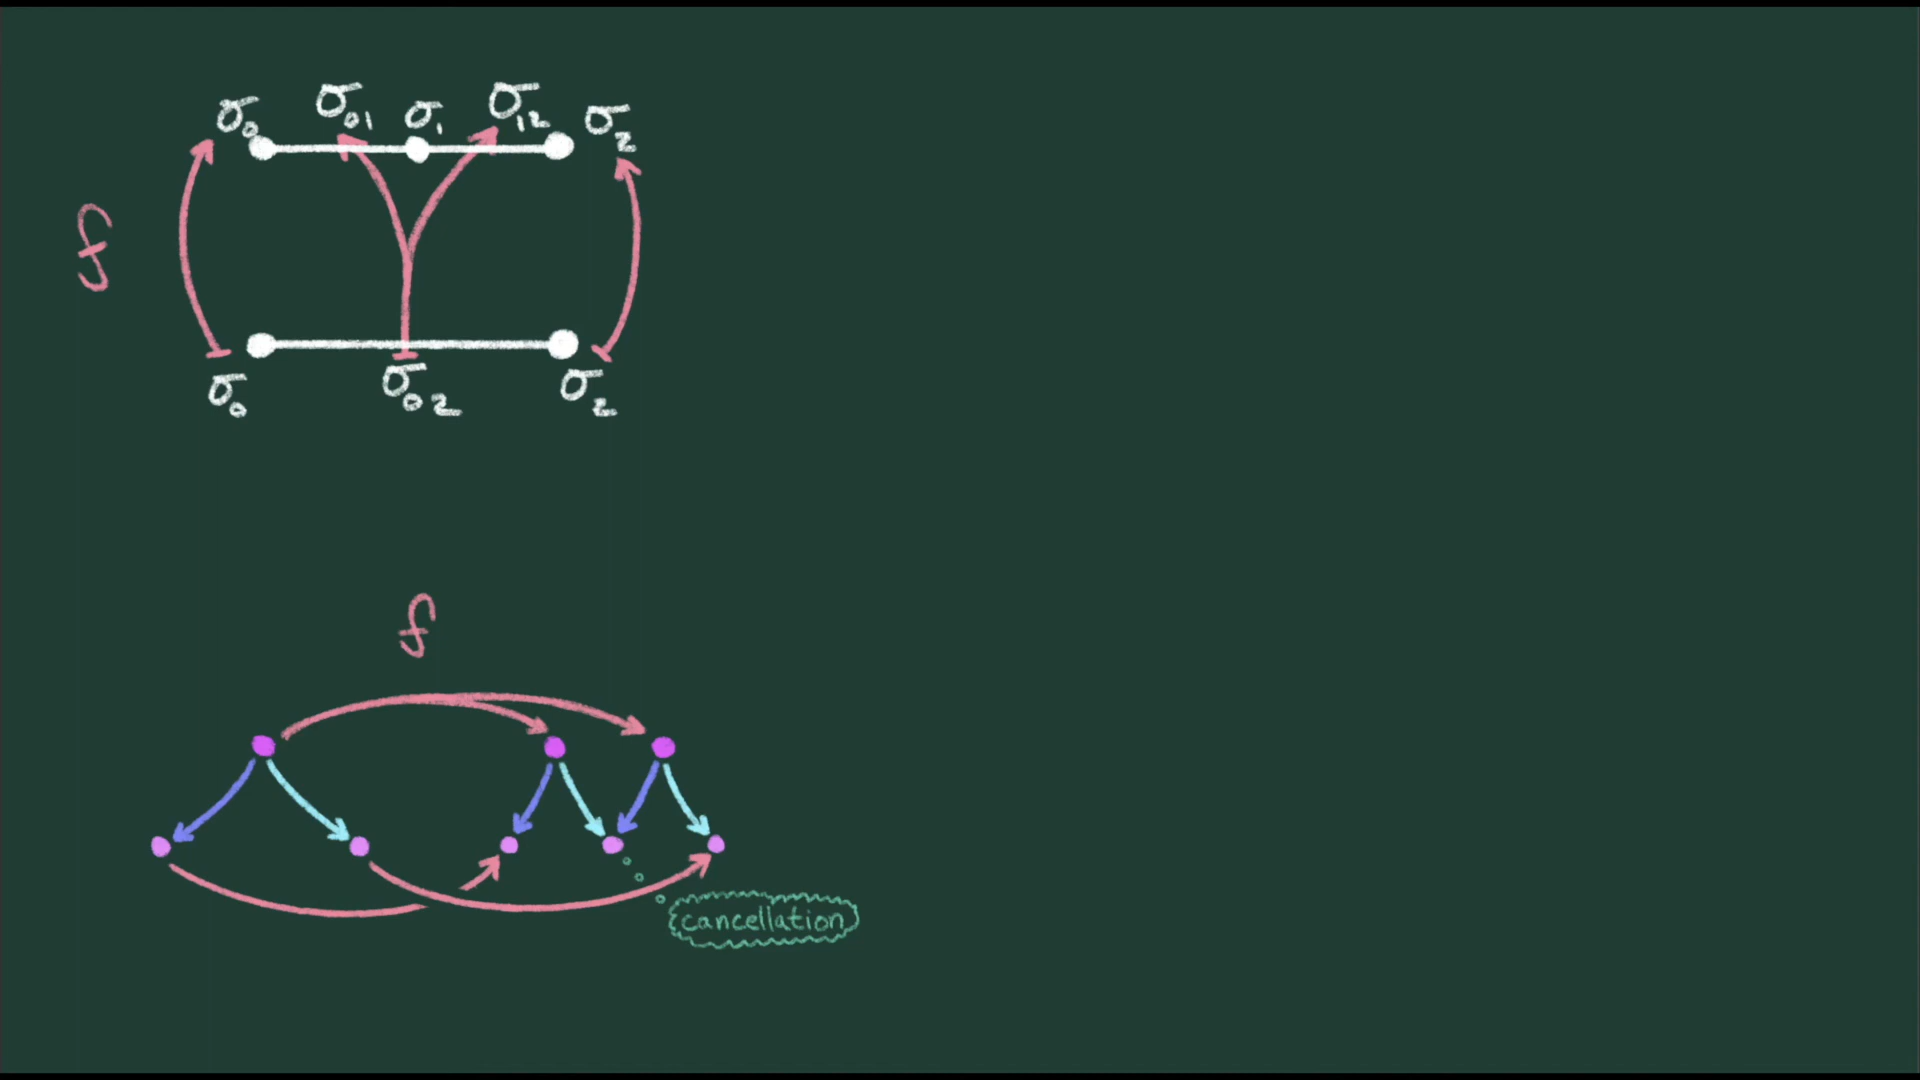 σ₀ σ₀₁ σ₁ σ₁₂ σ₂
f
σ₀ σ₀₂ σ₂
f
cancellation